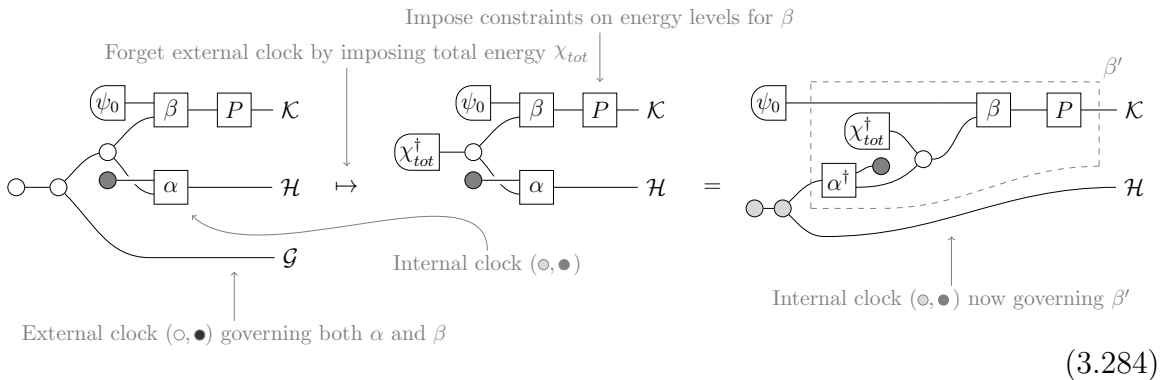 Impose constraints on energy levels for β
Forget external clock by imposing total energy χ_tot
β′
ψ₀ β P 𝒦
ψ₀ β P 𝒦
ψ₀ β P 𝒦
χ†_tot
χ†_tot
α ℋ
↦
α ℋ
=
α† ℋ
𝒢
Internal clock (○,●)
Internal clock (○,●) now governing β′
External clock (○,●) governing both α and β
(3.284)